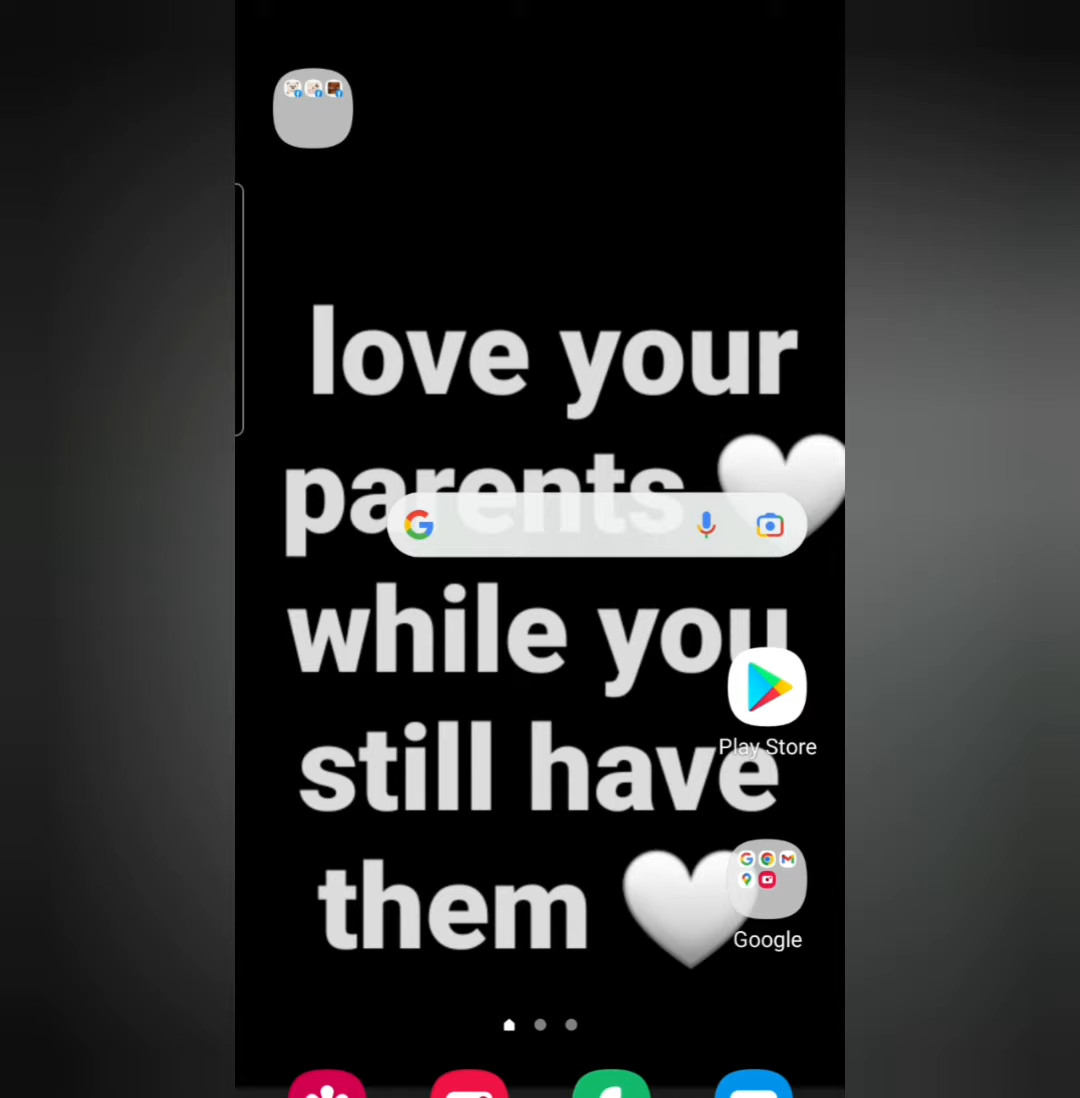 love your
parents 🤍
while you
Play Store
still have
them 🤍
Google